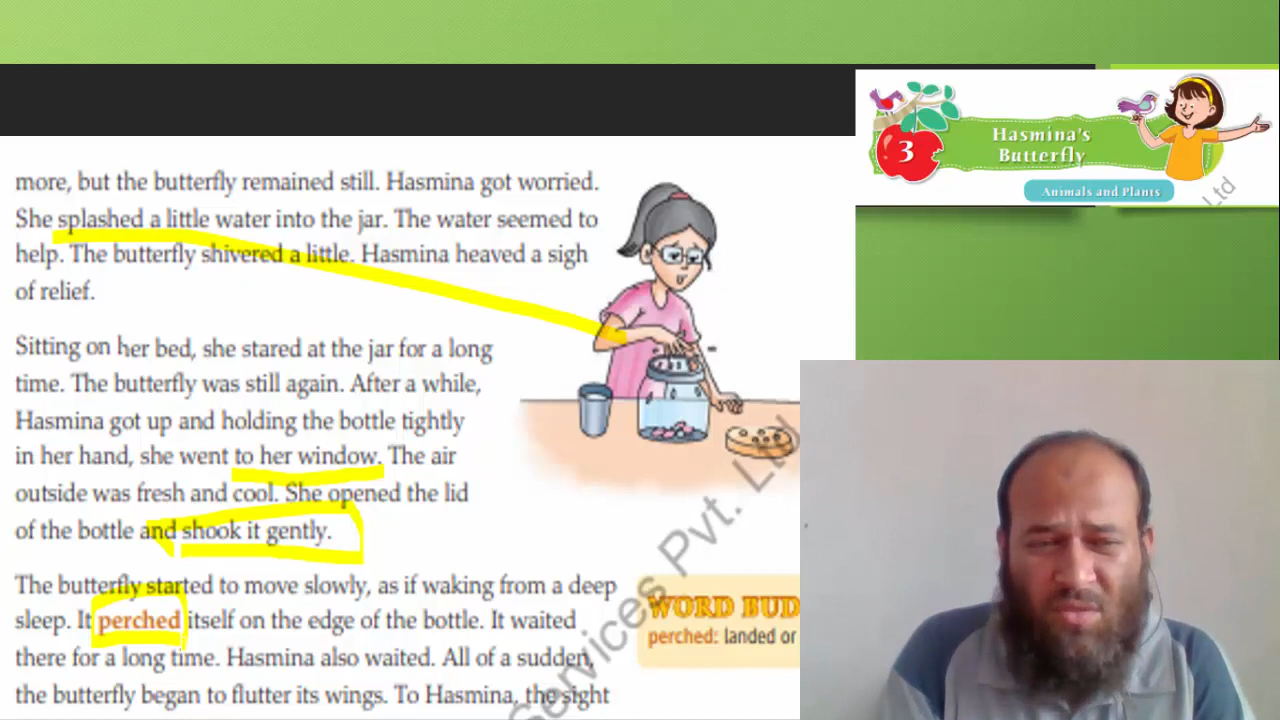 more, but the butterfly remained still. Hasmina got worried.
She splashed a little water into the jar. The water seemed to
help. The butterfly shivered a little. Hasmina heaved a sigh
of relief.
Sitting on her bed, she stared at the jar for a long
time. The butterfly was still again. After a while,
Hasmina got up and holding the bottle tightly
in her hand, she went to her window. The air
outside was fresh and cool. She opened the lid
of the bottle and shook it gently.
The butterfly started to move slowly, as if waking from a deep
sleep. It perched itself on the edge of the bottle. It waited
there for a long time. Hasmina also waited. All of a sudden,
the butterfly began to flutter its wings. To Hasmina, the sight
WORD BUD
perched: landed or
Services Pvt. Ltd
3
Hasmina's
Butterfly
Animals and Plants
Ltd